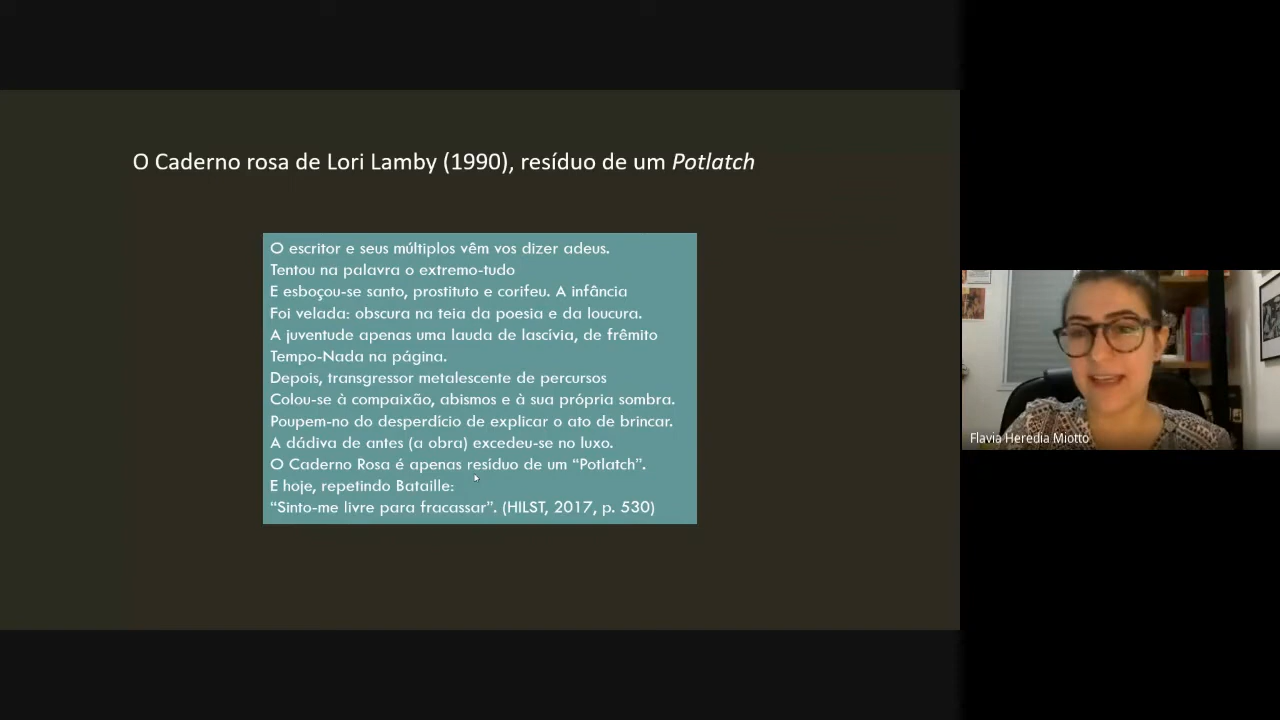 O Caderno rosa de Lori Lamby (1990), resíduo de um Potlatch
O escritor e seus múltiplos vêm vos dizer adeus.
Tentou na palavra o extremo-tudo
E esboçou-se santo, prostituto e corifeu. A infância
Foi velada: obscura na teia da poesia e da loucura.
A juventude apenas uma lauda de lascívia, de frêmito
Tempo-Nada na página.
Depois, transgressor metalescente de percursos
Colou-se à compaixão, abismos e à sua própria sombra.
Poupem-no do desperdício de explicar o ato de brincar.
A dádiva de antes (a obra) excedeu-se no luxo.
O Caderno Rosa é apenas resíduo de um “Potlatch”.
E hoje, repetindo Bataille:
“Sinto-me livre para fracassar”. (HILST, 2017, p. 530)
Flavia Heredia Miotto